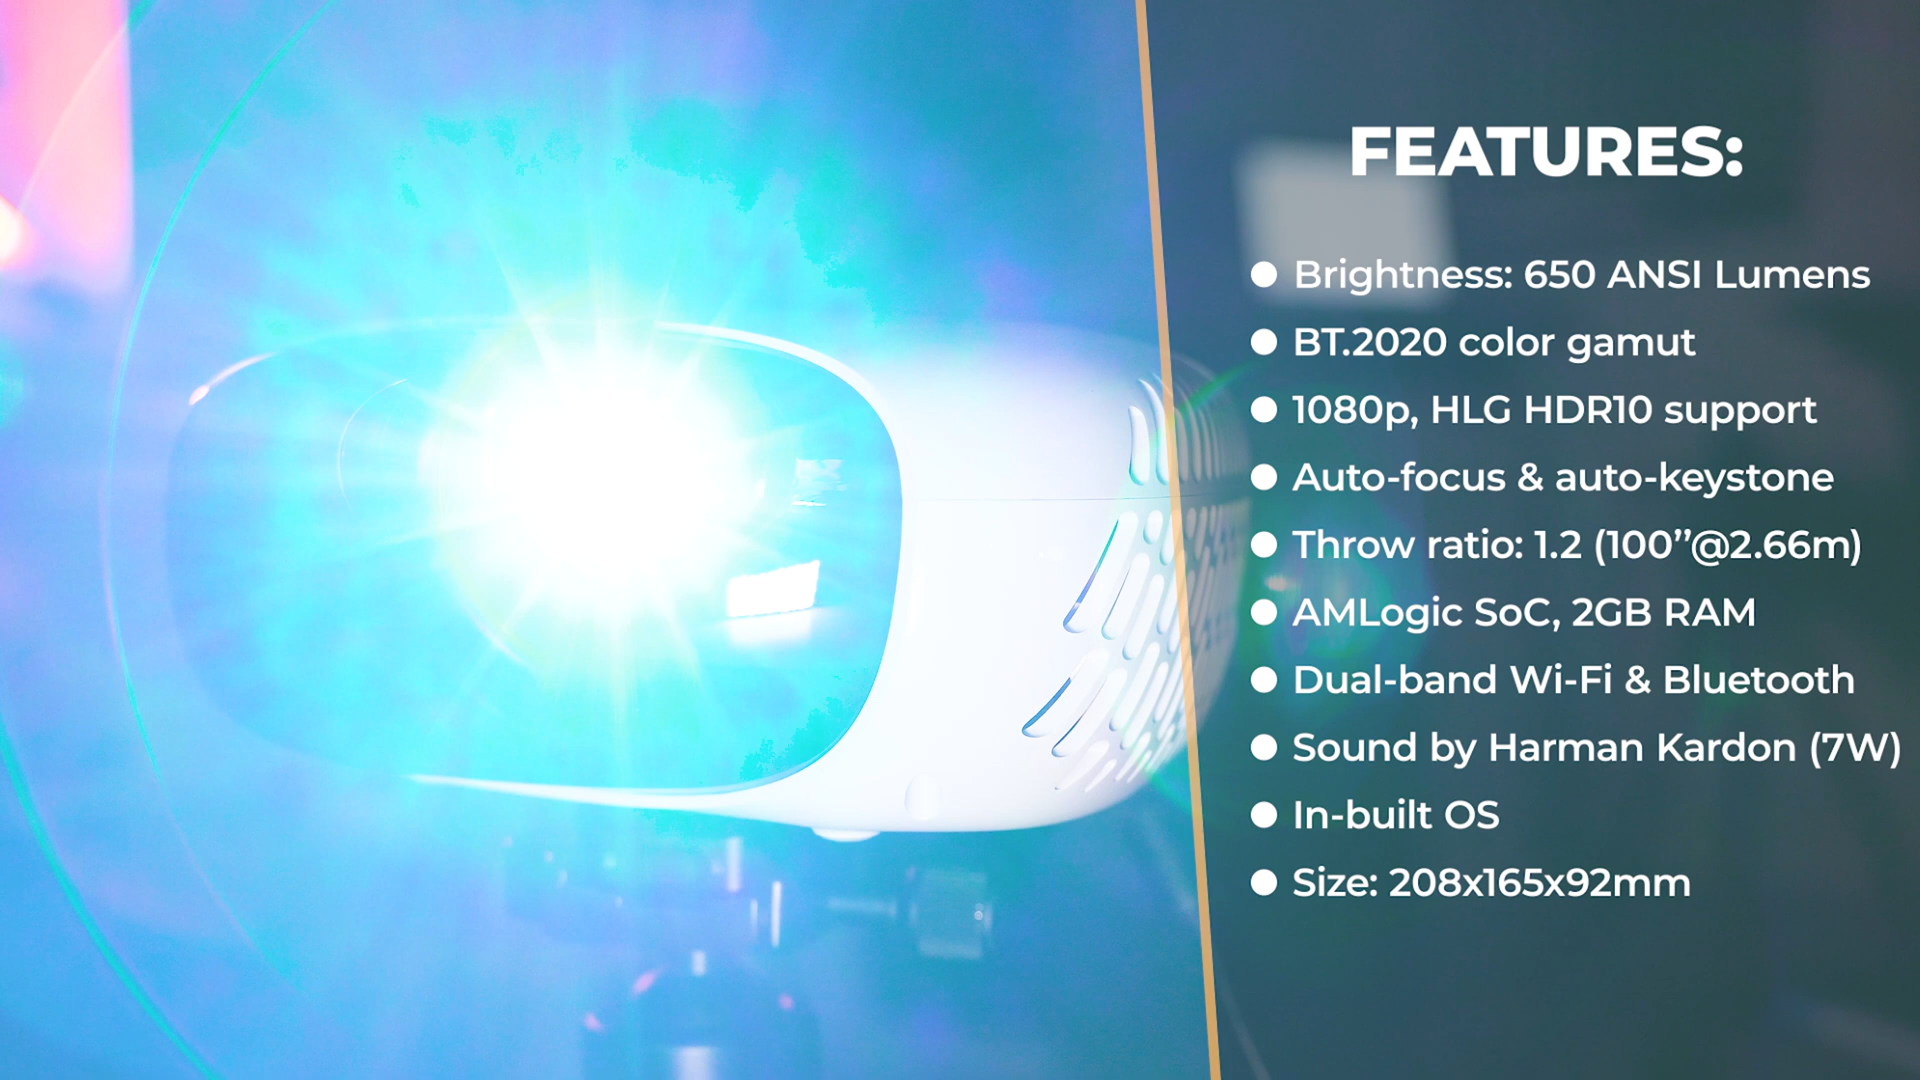 FEATURES:
● Brightness: 650 ANSI Lumens
● BT.2020 color gamut
● 1080p, HLG HDR10 support
● Auto-focus & auto-keystone
● Throw ratio: 1.2 (100”@2.66m)
● AMLogic SoC, 2GB RAM
● Dual-band Wi-Fi & Bluetooth
● Sound by Harman Kardon (7W)
● In-built OS
● Size: 208x165x92mm